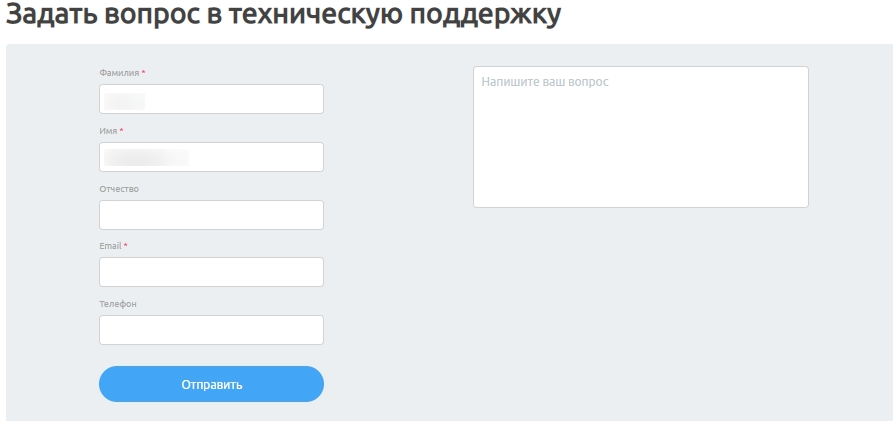 Задать вопрос в техническую поддержку
Фамилия *
Имя *
Отчество
Email *
Телефон
Отправить
Напишите ваш вопрос